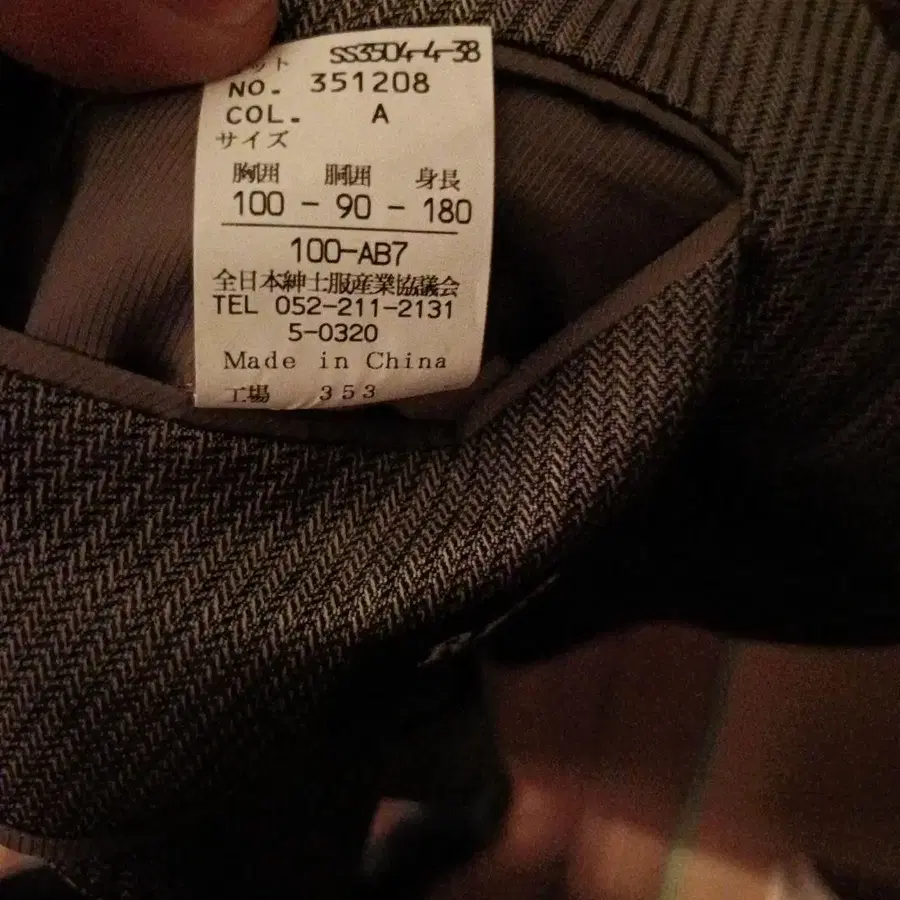 ット SS3504-4-38
NO. 351208
COL. A
サイズ
胸囲 胴囲 身長
100 - 90 - 180
100-AB7
全日本紳士服産業協議会
TEL 052-211-2131
5-0320
Made in China
工場 353